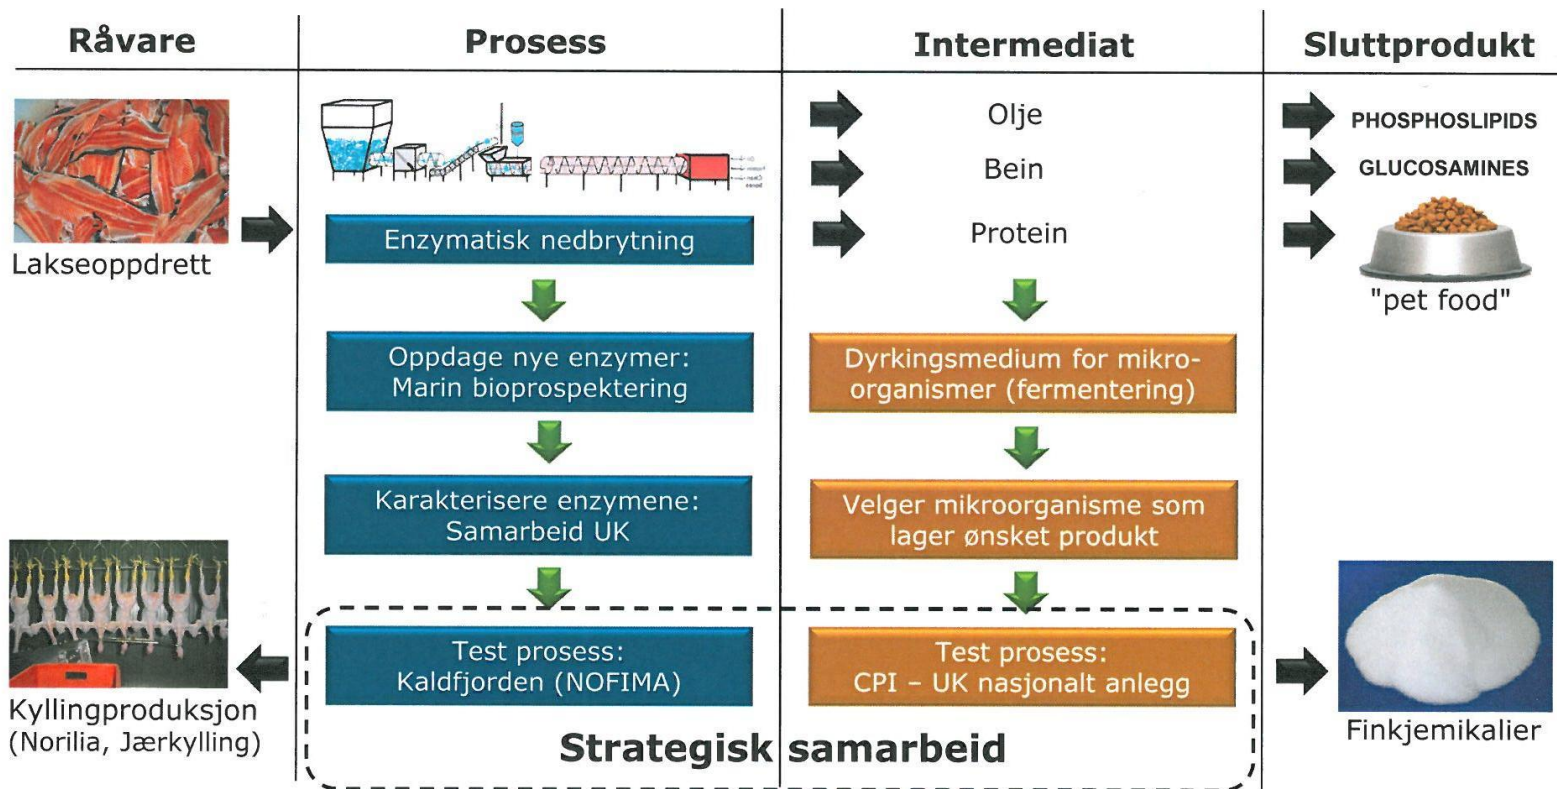 Råvare
Prosess
Intermediat
Sluttprodukt
Lakseoppdrett
Enzymatisk nedbrytning
Oppdage nye enzymer:
Marin bioprospektering
Karakterisere enzymene:
Samarbeid UK
Test prosess:
Kaldfjorden (NOFIMA)
Olje
Bein
Protein
Dyrkingsmedium for mikro-
organismer (fermentering)
Velger mikroorganisme som
lager ønsket produkt
Test prosess:
CPI – UK nasjonalt anlegg
Strategisk samarbeid
PHOSPHOSLIPIDS
GLUCOSAMINES
"pet food"
Kyllingproduksjon
(Norilia, Jærkylling)
Finkjemikalier